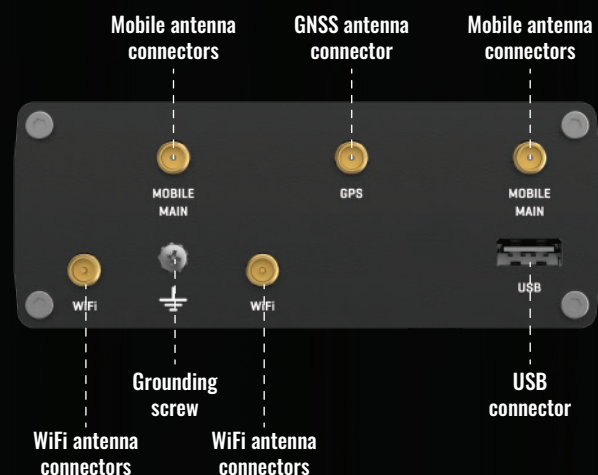 Mobile antenna
connectors
GNSS antenna
connector
Mobile antenna
connectors
MOBILE
MAIN
GPS
MOBILE
MAIN
WiFi
WiFi
USB
Grounding
screw
USB
connector
WiFi antenna
connectors
WiFi antenna
connectors